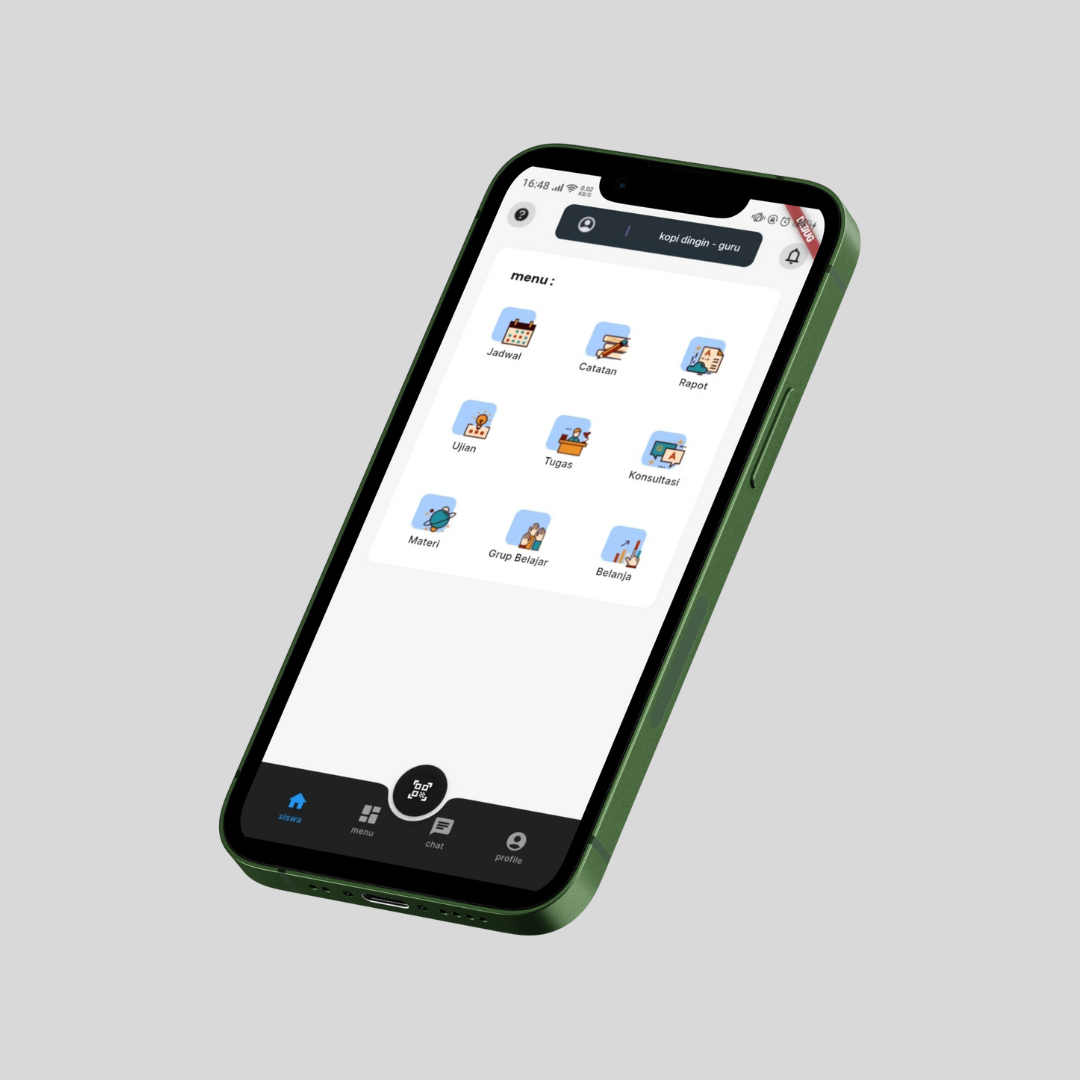 16:48
0.02
KB/S
DEBUG
kopi dingin - guru
menu :
Jadwal
Catatan
Rapot
Ujian
Tugas
Konsultasi
Materi
Grup Belajar
Belanja
siswa
menu
chat
profile